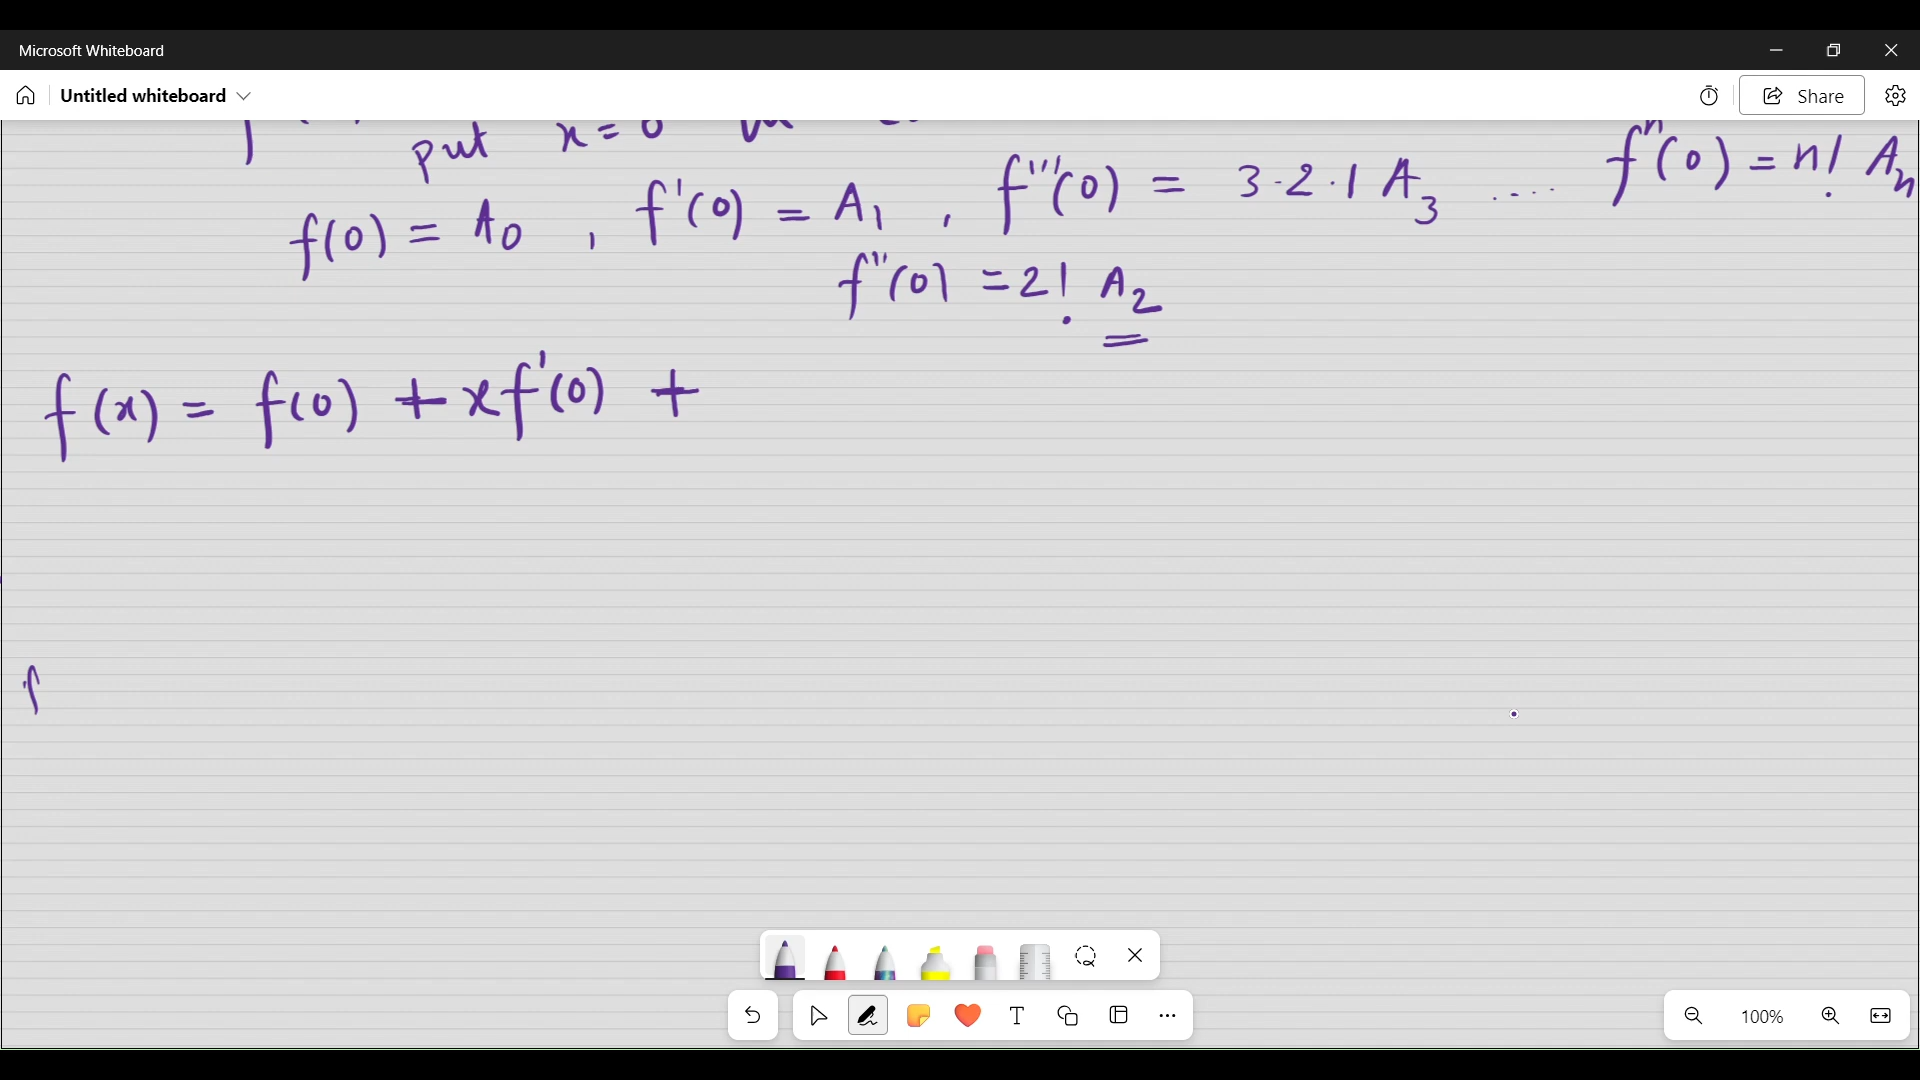 Microsoft Whiteboard
Untitled whiteboard
Share
put x = 0
f(0) = A₀ , f'(0) = A₁ , f'''(0) = 3·2·1 A₃ ..... fⁿ(0) = n! Aₙ
f''(0) = 2! A₂
f(x) = f(0) + xf'(0) +
100%